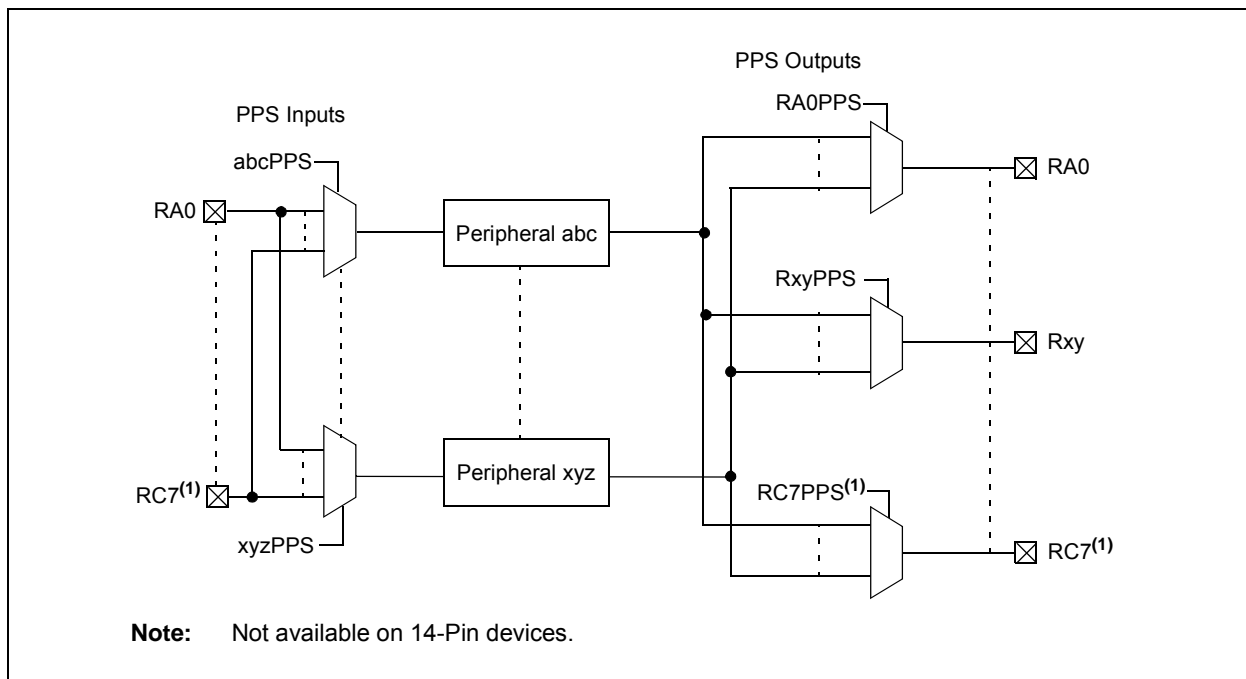 PPS Outputs
RA0PPS
PPS Inputs
abcPPS
RA0
RA0
Peripheral abc
RxyPPS
Rxy
Peripheral xyz
RC7(1)
RC7PPS(1)
xyzPPS
RC7(1)
Note: Not available on 14-Pin devices.